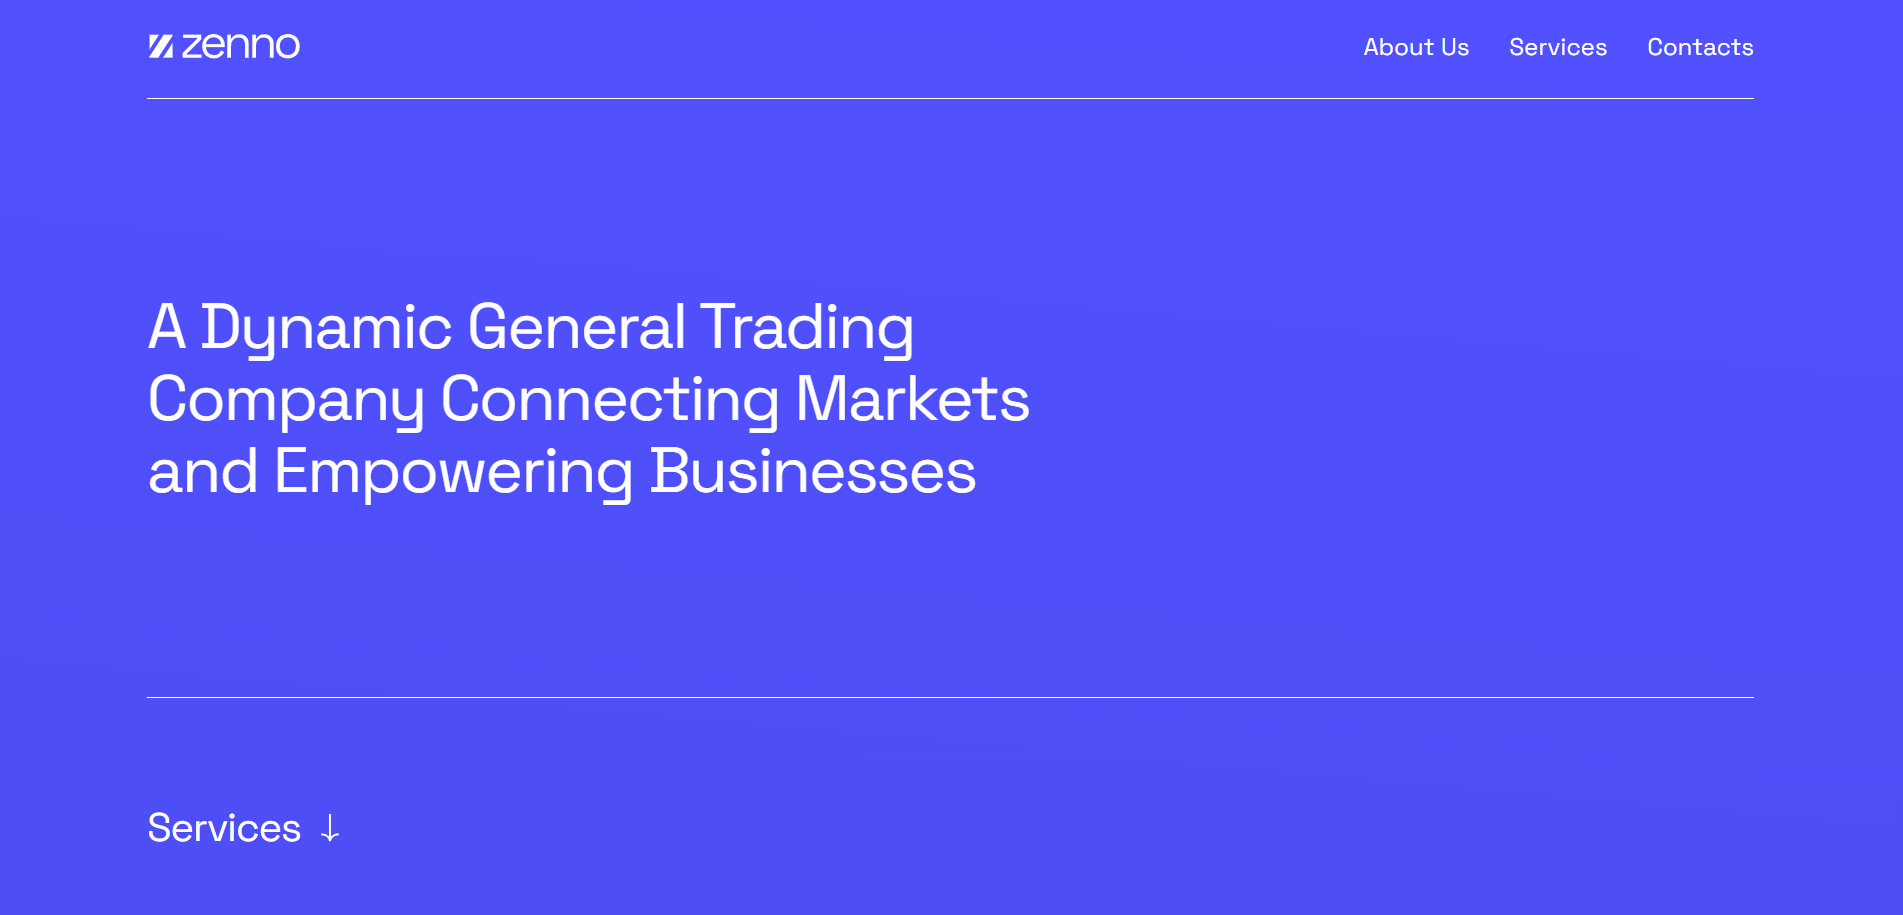 zenno
About Us
Services
Contacts
A Dynamic General Trading
Company Connecting Markets
and Empowering Businesses
Services ↓